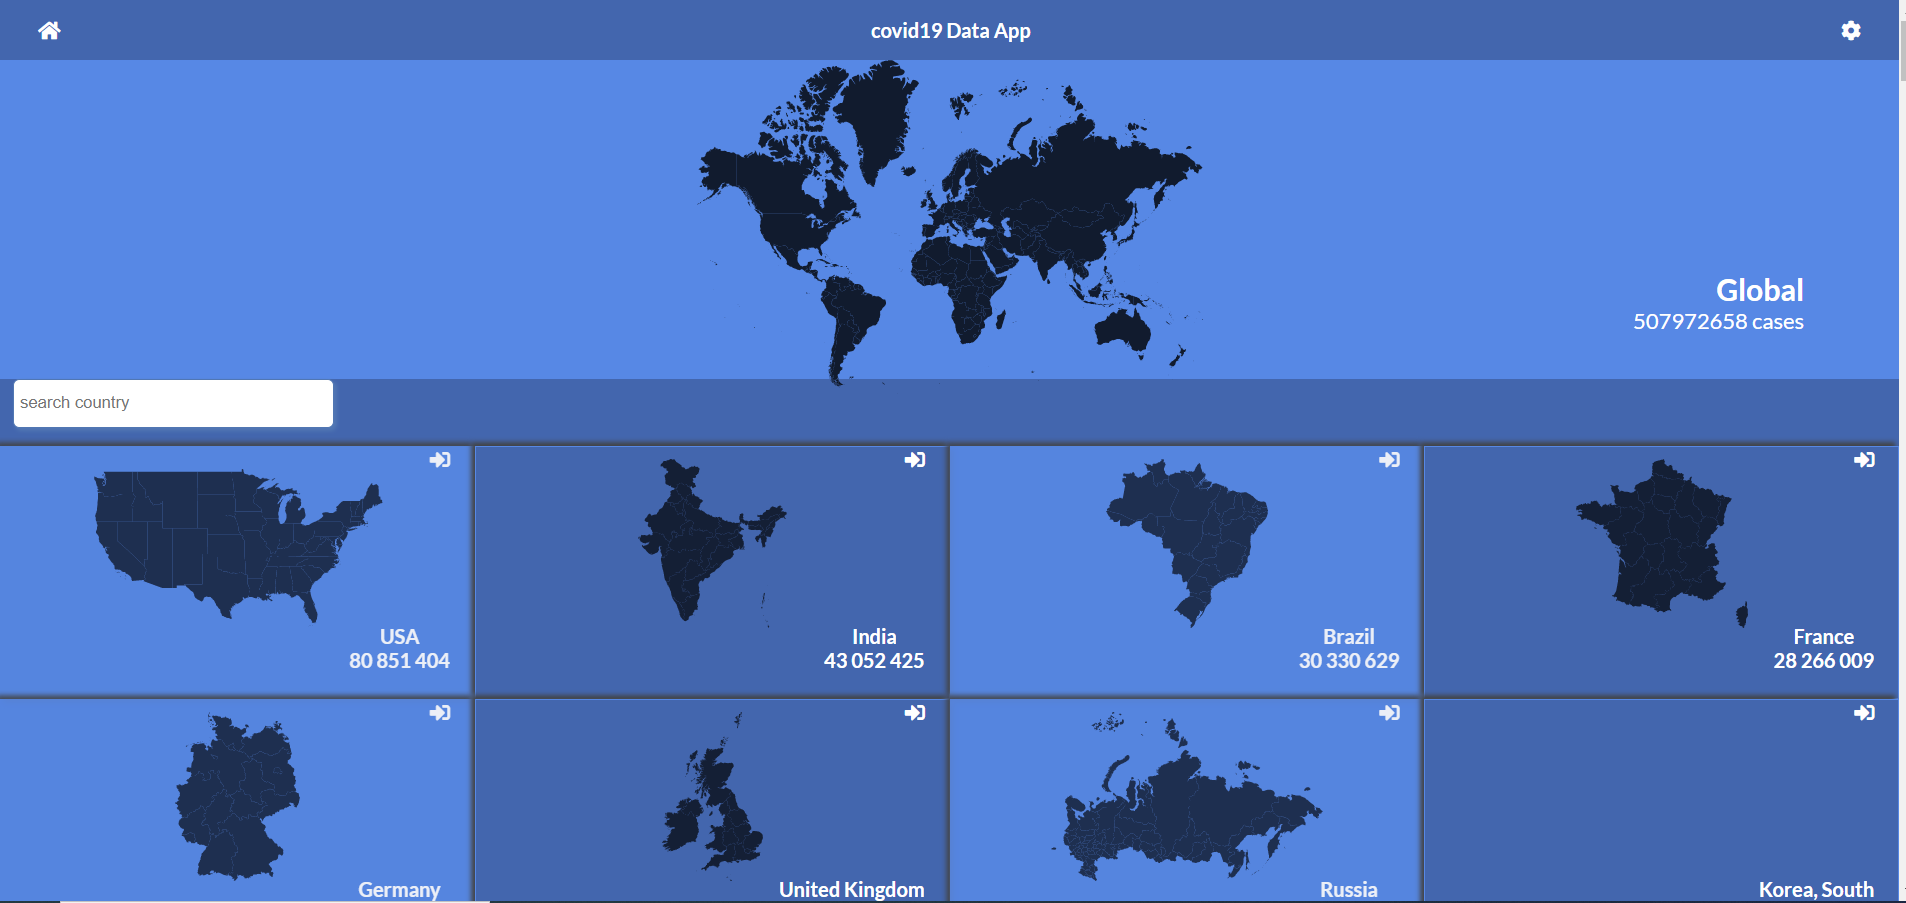 covid19 Data App
Global
507972658 cases
search country
USA
80 851 404
India
43 052 425
Brazil
30 330 629
France
28 266 009
Germany
United Kingdom
Russia
Korea, South